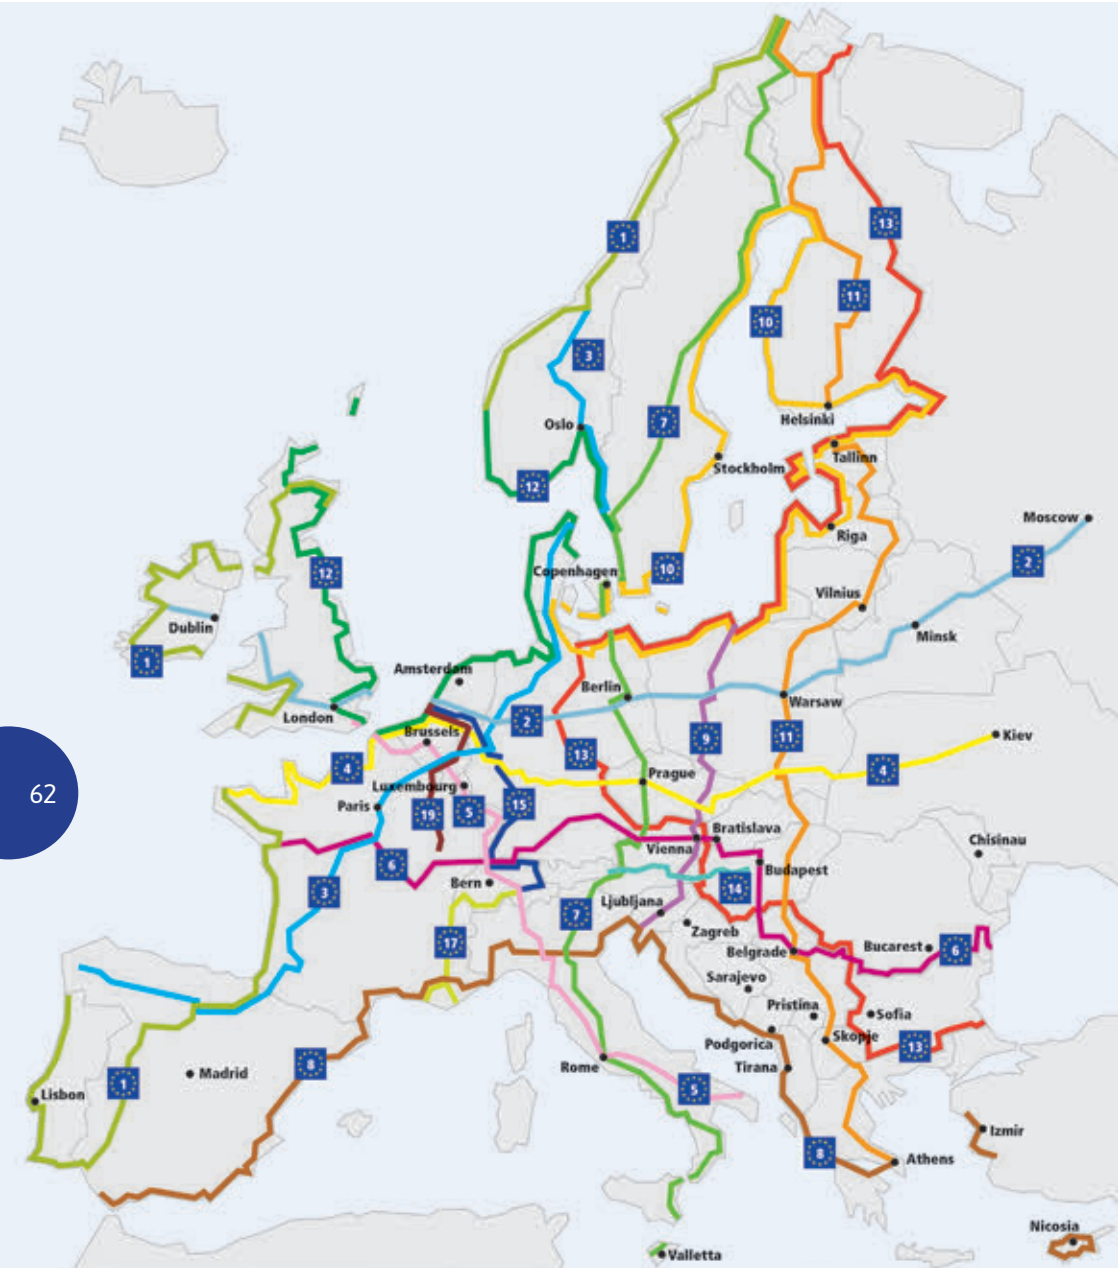 1
13
11
10
3
7
Oslo
Helsinki
12
Tallinn
Stockholm
Moscow
Riga
2
12
Copenhagen
10
Vilnius
Dublin
Minsk
1
Amsterdam
Berlin
Warsaw
London
2
Brussels
9
11
Kiev
13
4
4
Prague
62
Luxembourg
Paris
15
19
5
Bratislava
Vienna
Chisinau
6
Budapest
Bern
3
14
Ljubljana
7
Zagreb
17
Belgrade
Bucarest
6
Sarajevo
Pristina
Sofia
Podgorica
Skopje
13
8
Rome
Tirana
Madrid
1
Lisbon
5
Izmir
8
Athens
Nicosia
Valletta